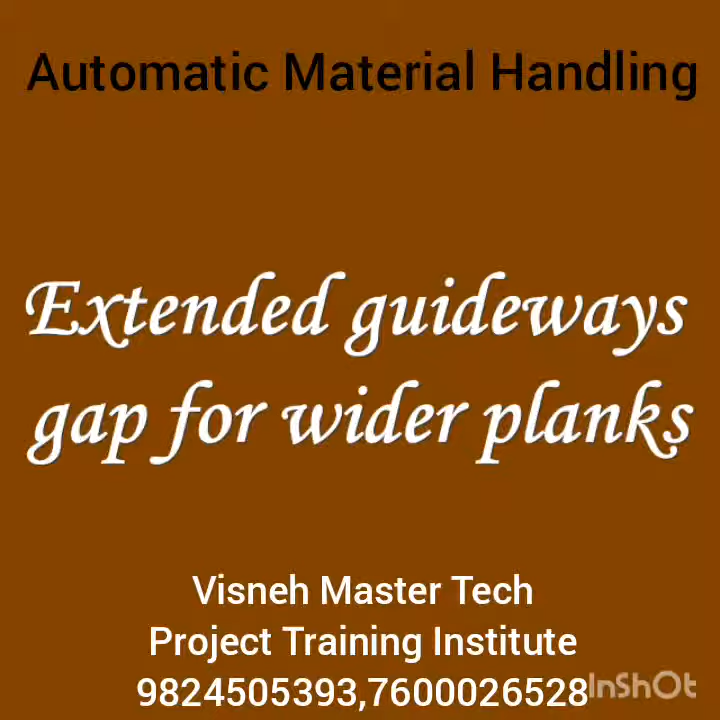 Automatic Material Handling
Extended guideways
gap for wider planks
Visneh Master Tech
Project Training Institute
9824505393,7600026528
InShOt